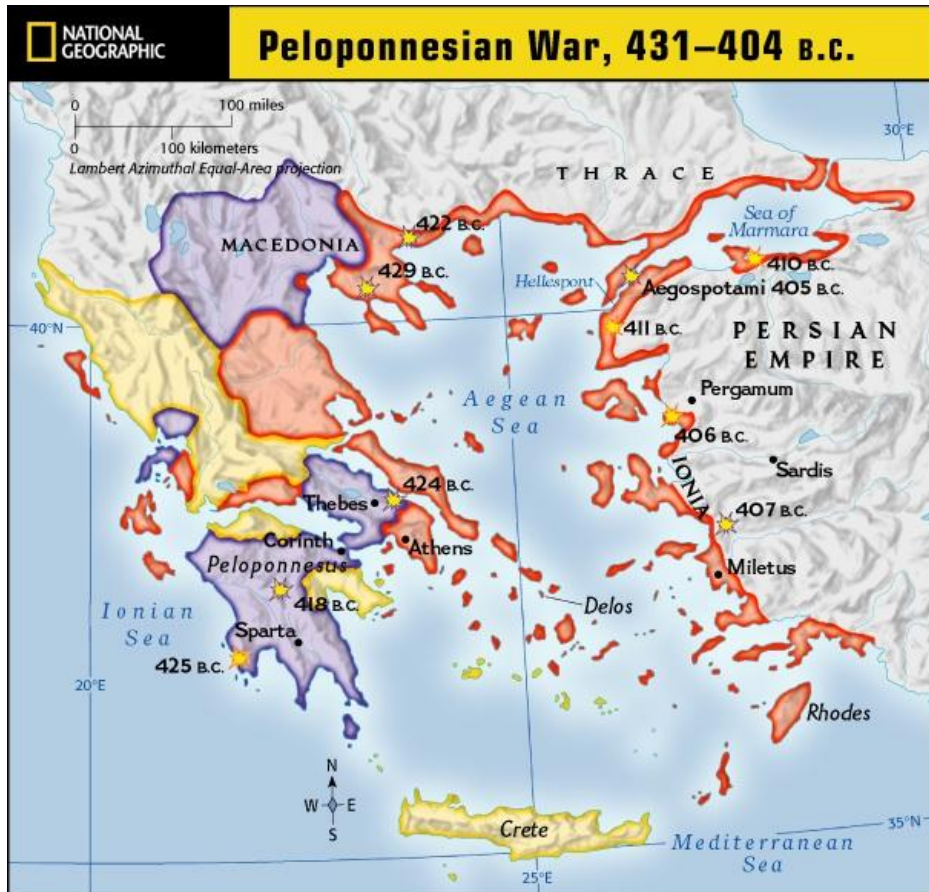 NATIONAL
GEOGRAPHIC
Peloponnesian War, 431–404 B.C.
0 100 miles
0 100 kilometers
Lambert Azimuthal Equal-Area projection
30°E
THRACE
Sea of
Marmara
422 B.C.
MACEDONIA
429 B.C.
410 B.C.
Hellespont
Aegospotami 405 B.C.
40°N
411 B.C.
PERSIAN
EMPIRE
Aegean
Sea
Pergamum
406 B.C.
Sardis
IONIA
424 B.C.
Thebes
407 B.C.
Corinth
Athens
Peloponnesus
Miletus
418 B.C.
Delos
Ionian
Sea
Sparta
425 B.C.
20°E
Rhodes
N
W E
S
Crete
35°N
Mediterranean
Sea
25°E